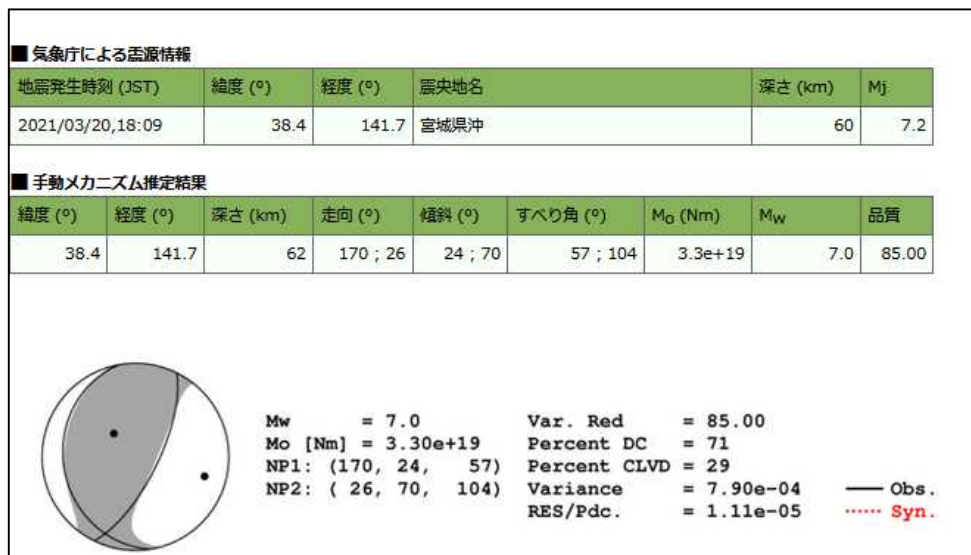 ■ 気象庁による震源情報
地震発生時刻 (JST) 緯度 (º) 経度 (º) 震央地名 深さ (km) Mj
2021/03/20,18:09 38.4 141.7 宮城県沖 60 7.2
■ 手動メカニズム推定結果
緯度 (º) 経度 (º) 深さ (km) 走向 (º) 傾斜 (º) すべり角 (º) Mo (Nm) Mw 品質
38.4 141.7 62 170 ; 26 24 ; 70 57 ; 104 3.3e+19 7.0 85.00
Mw = 7.0 Var. Red = 85.00
Mo [Nm] = 3.30e+19 Percent DC = 71
NP1: (170, 24, 57) Percent CLVD = 29
NP2: ( 26, 70, 104) Variance = 7.90e-04 Obs.
RES/Pdc. = 1.11e-05 Syn.